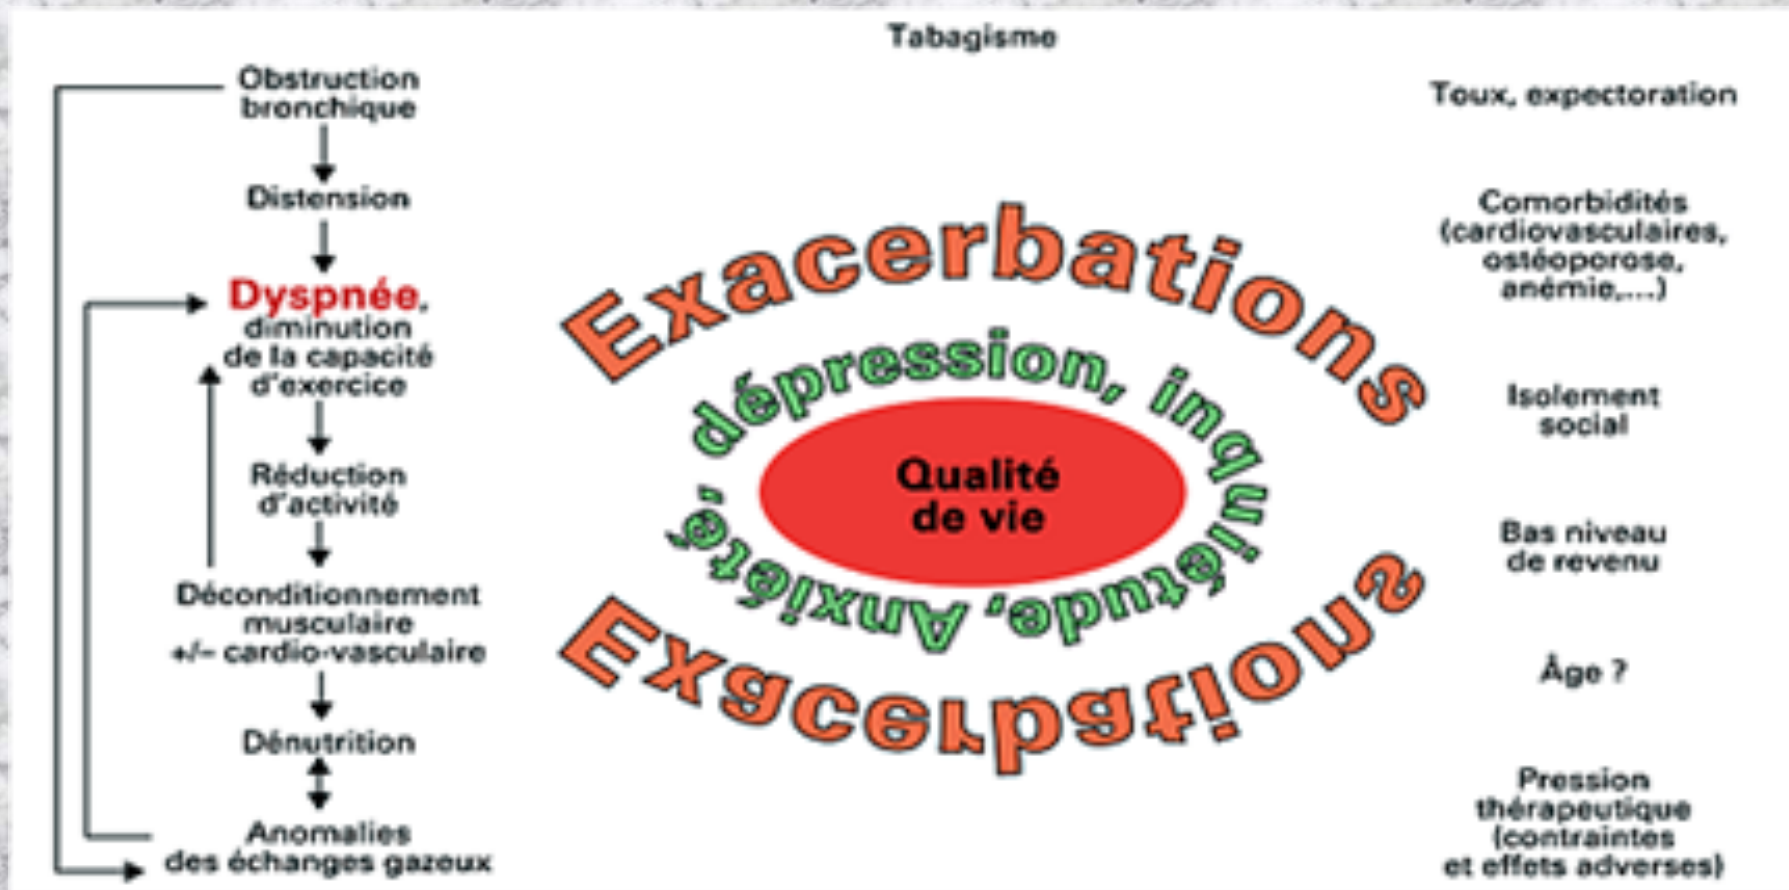 Tabagisme
Obstruction
bronchique
Distension
Dyspnée,
diminution
de la capacité
d'exercice
Réduction
d'activité
Déconditionnement
musculaire
+/– cardio-vasculaire
Dénutrition
Anomalies
des échanges gazeux
Exacerbations
dépression, inquiétude, Anxiété,
Qualité
de vie
Exacerbations
Toux, expectoration
Comorbidités
(cardiovasculaires,
ostéoporose,
anémie,...)
Isolement
social
Bas niveau
de revenu
Âge ?
Pression
thérapeutique
(contraintes
et effets adverses)